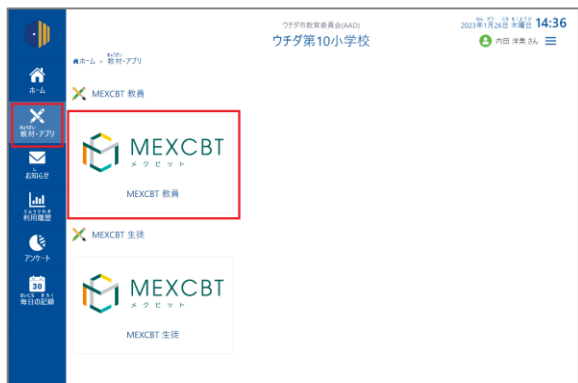 ウチダ市教育委員会(AAD)
ウチダ第10小学校
2023年1月26日 木曜日 14:36
内田 洋美 さん
ホーム > 教材・アプリ
ホーム
教材・アプリ
お知らせ
利用履歴
アンケート
30
毎日の記録
MEXCBT 教員
MEXCBT
メクビット
MEXCBT 教員
MEXCBT 生徒
MEXCBT
メクビット
MEXCBT 生徒